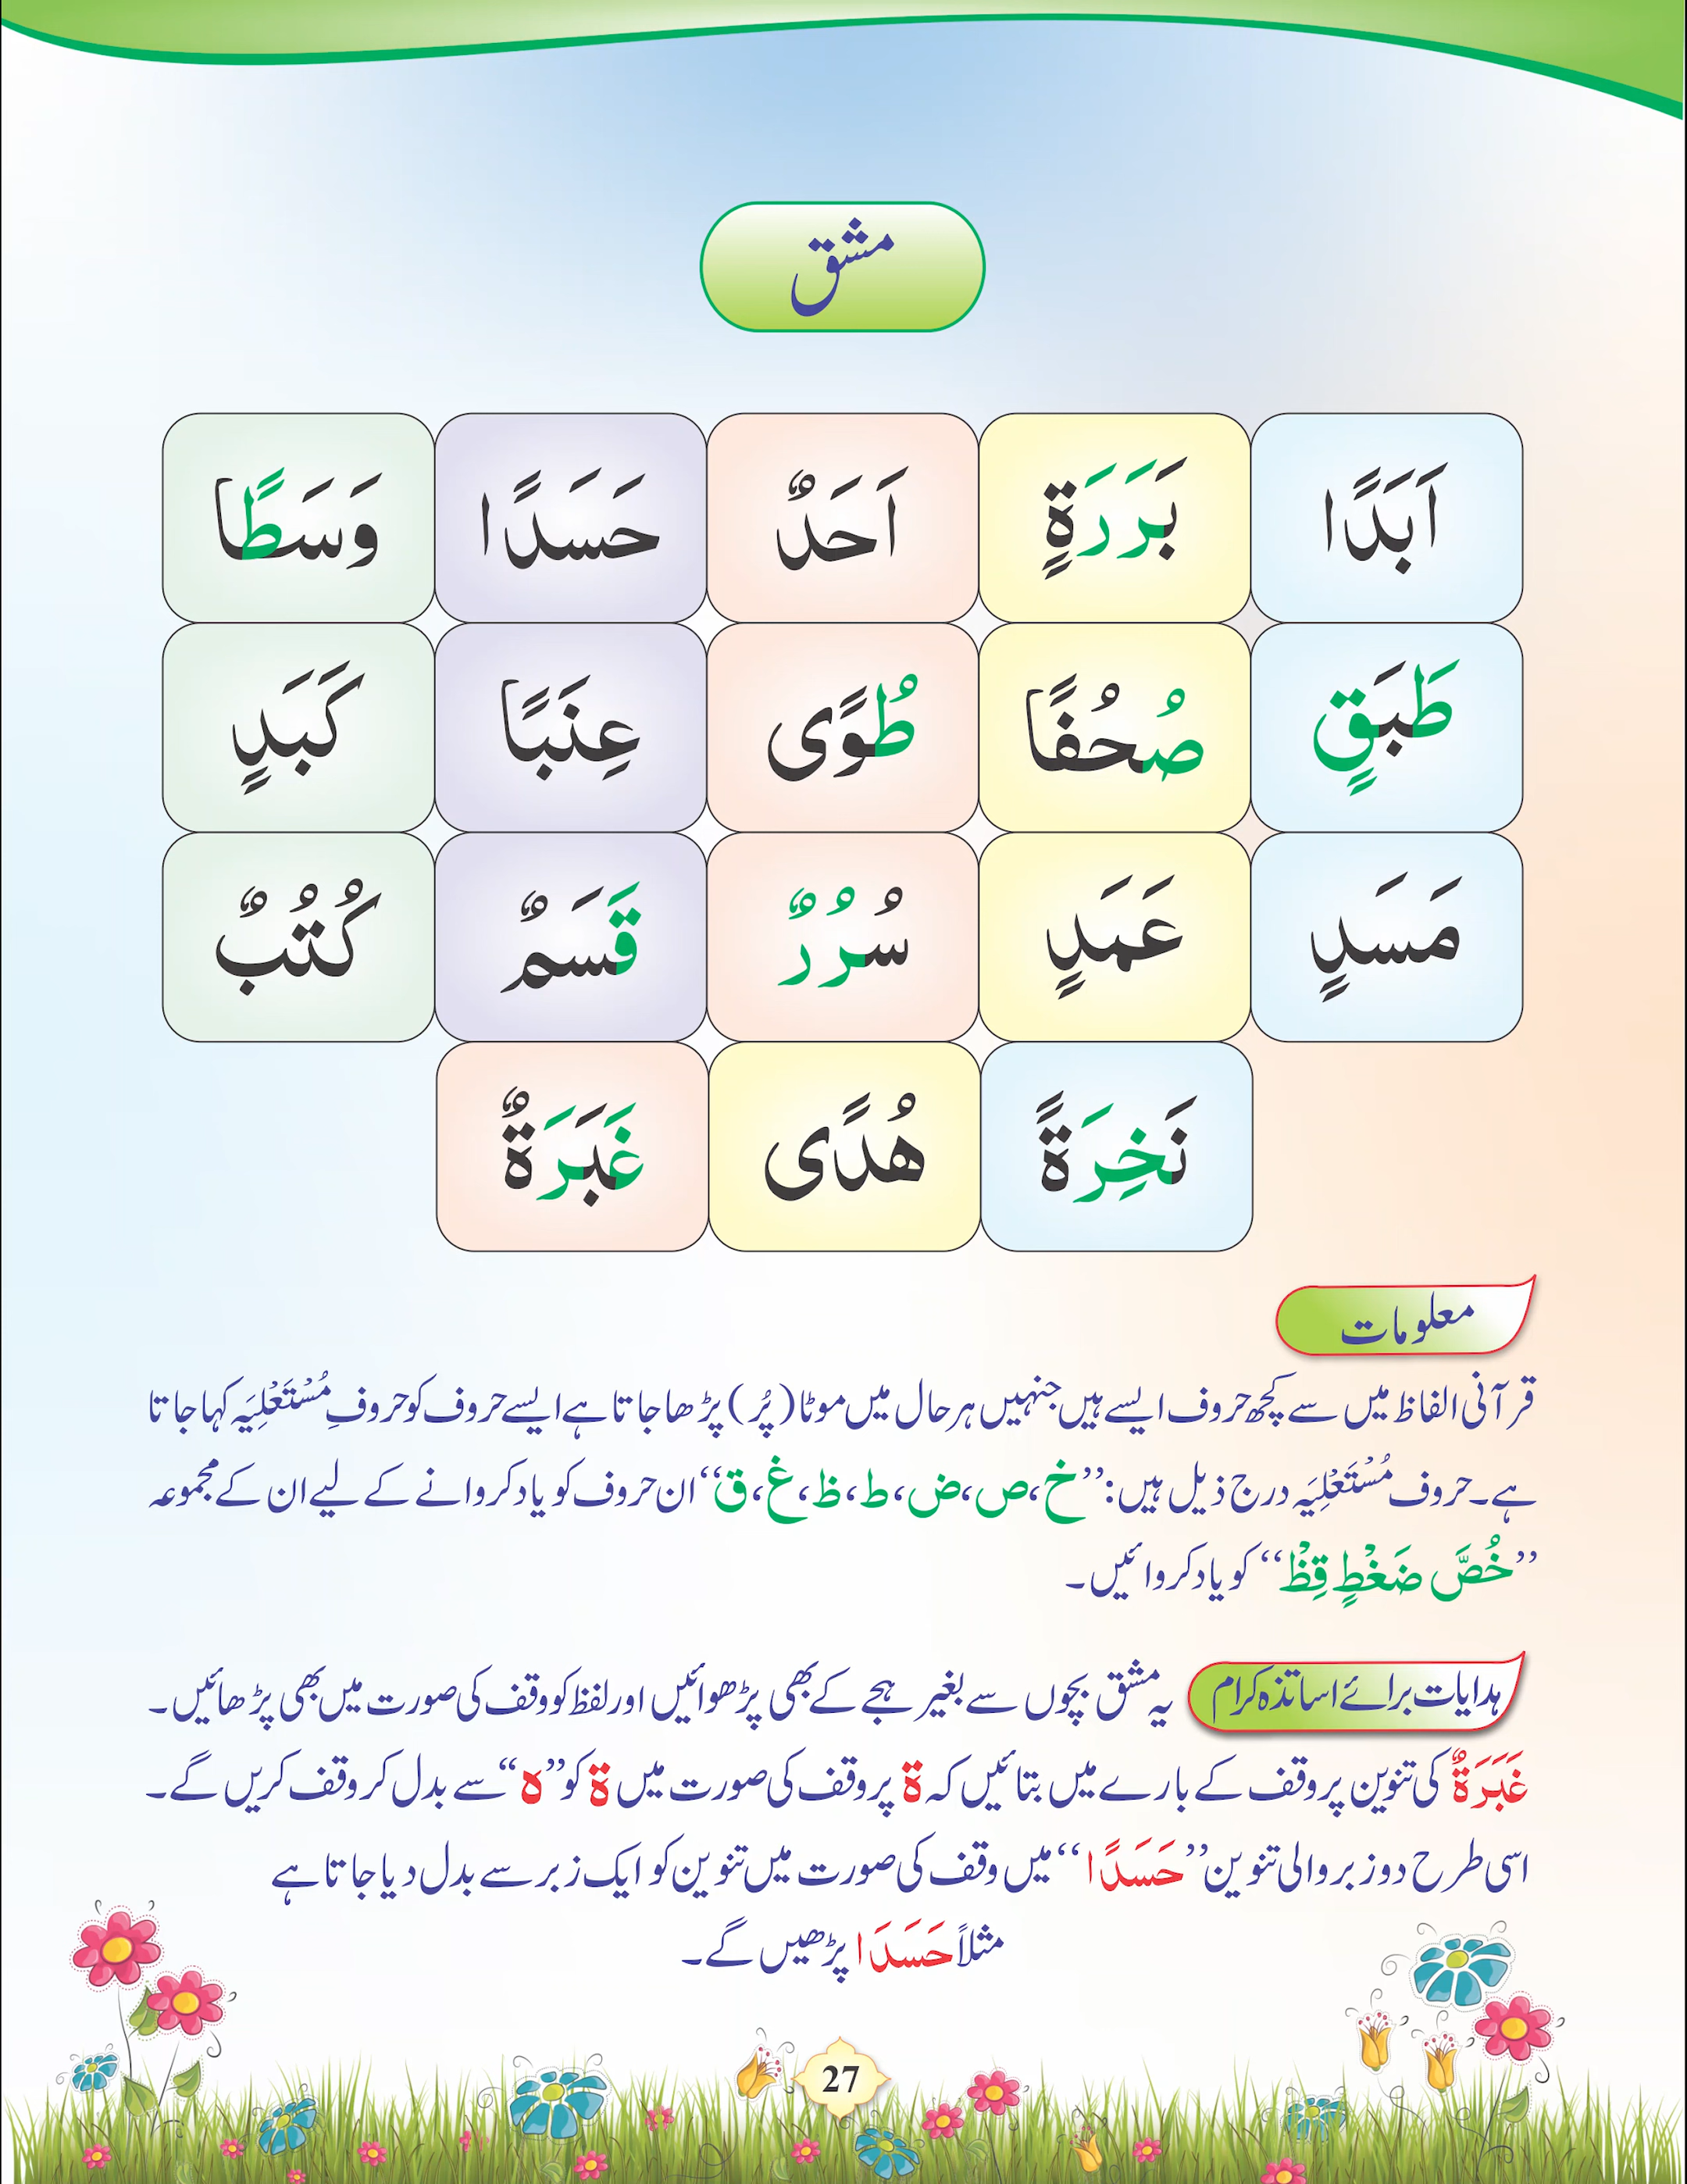 مشق
اَبَدًا بَرَرَةٍ اَحَدٌ حَسَدًا وَسَطًا
طَبَقٍ صُحُفًا طُوًى عِنَبًا كَبَدٍ
مَسَدٍ عَمَدٍ سُرُرٌ قَسَمٌ كُتُبٌ
نَخِرَةً هُدًى غَبَرَةٌ
معلومات
قرآنی الفاظ میں سے کچھ حروف ایسے ہیں جنہیں ہر حال میں موٹا (پُر) پڑھا جاتا ہے ایسے حروف کو حروفِ مُسْتَعْلِیَہ کہا جاتا
ہے۔ حروف مُسْتَعْلِیَہ درج ذیل ہیں: ”خ، ص، ض، ط، ظ، غ، ق“ ان حروف کو یاد کروانے کے لیے ان کے مجموعہ
”خُصَّ ضَغْطٍ قِظْ“ کو یاد کروائیں۔
ہدایات برائے اساتذہ کرام یہ مشق بچوں سے بغیر ہجے کے بھی پڑھوائیں اور لفظ کو وقف کی صورت میں بھی پڑھائیں۔
غَبَرَةٌ کی تنوین پر وقف کے بارے میں بتائیں کہ ۃ پر وقف کی صورت میں ۃ کو ”ہ“ سے بدل کر وقف کریں گے۔
اسی طرح دو زبر والی تنوین ”حَسَدًا“ میں وقف کی صورت میں تنوین کو ایک زبر سے بدل دیا جاتا ہے
مثلاً حَسَدَا پڑھیں گے۔
27